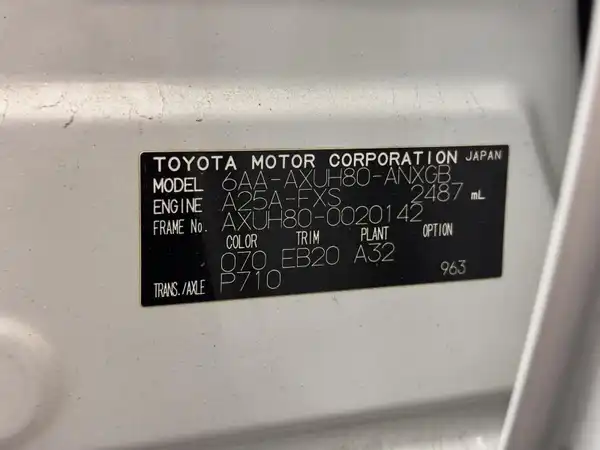 TOYOTA MOTOR CORPORATION JAPAN
MODEL 6AA-AXUH80-ANXGB
ENGINE A25A-FXS 2487 mL
FRAME No. AXUH80-0020142
COLOR TRIM PLANT OPTION
070 EB20 A32
TRANS./AXLE P710 963